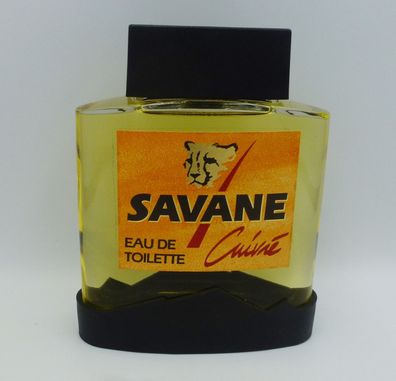 SAVANE
EAU DE
TOILETTE
Cuivré